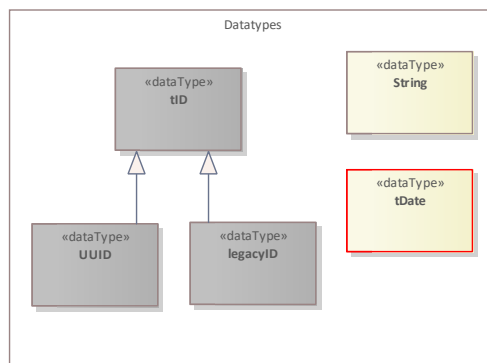 Datatypes
«dataType»
tID
«dataType»
String
«dataType»
tDate
«dataType»
UUID
«dataType»
legacyID